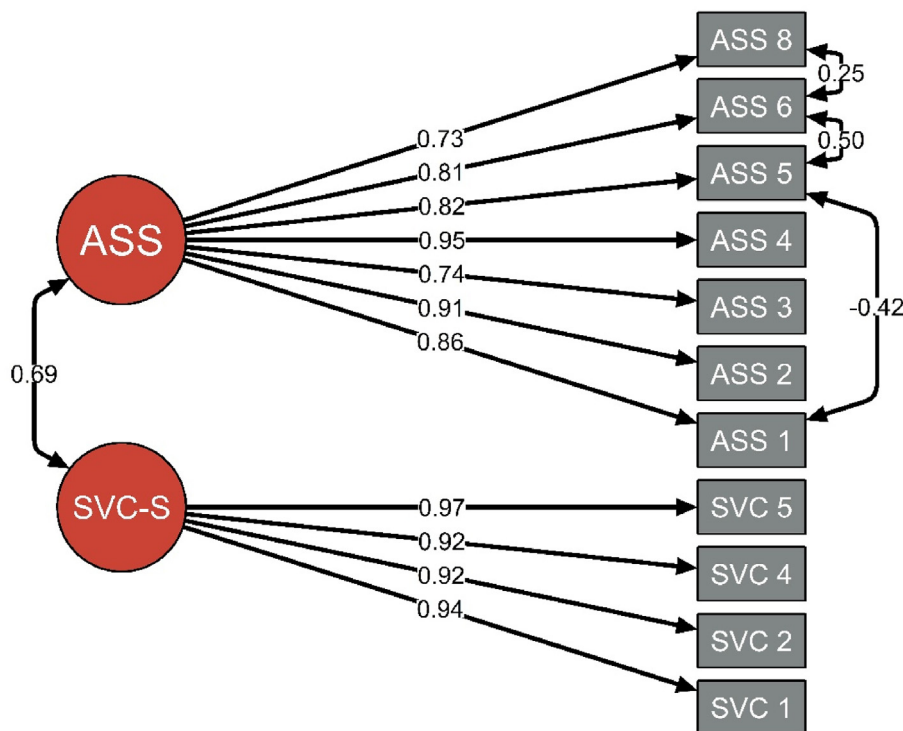 ASS 8
0.25
ASS 6
0.73
0.50
0.81
ASS 5
0.82
ASS
ASS 4
0.95
0.74
ASS 3
-0.42
0.91
0.86
ASS 2
0.69
ASS 1
SVC-S
SVC 5
0.97
0.92
SVC 4
0.92
0.94
SVC 2
SVC 1